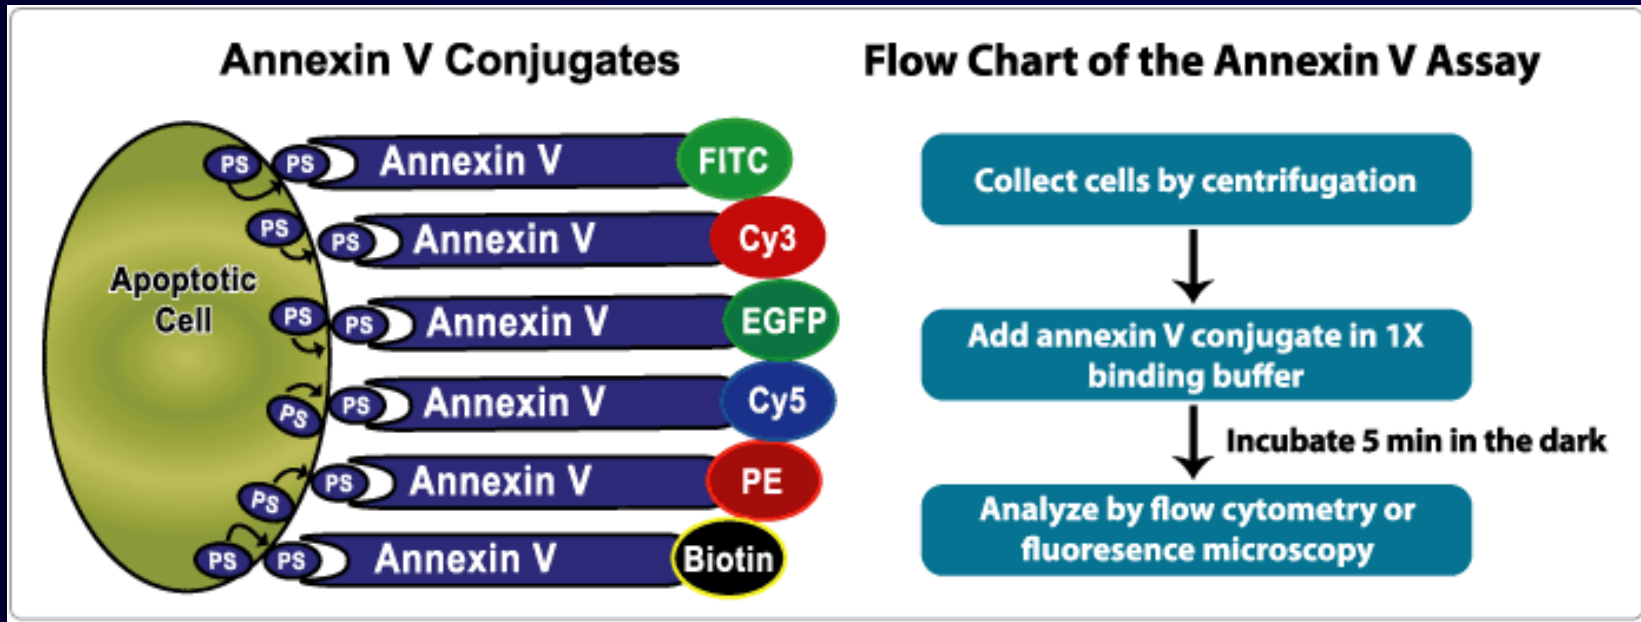 Annexin V Conjugates
PS PS Annexin V FITC
PS PS Annexin V Cy3
Apoptotic
Cell
PS PS Annexin V EGFP
PS PS Annexin V Cy5
PS PS Annexin V PE
PS PS Annexin V Biotin
Flow Chart of the Annexin V Assay
Collect cells by centrifugation
Add annexin V conjugate in 1X
binding buffer
Incubate 5 min in the dark
Analyze by flow cytometry or
fluoresence microscopy